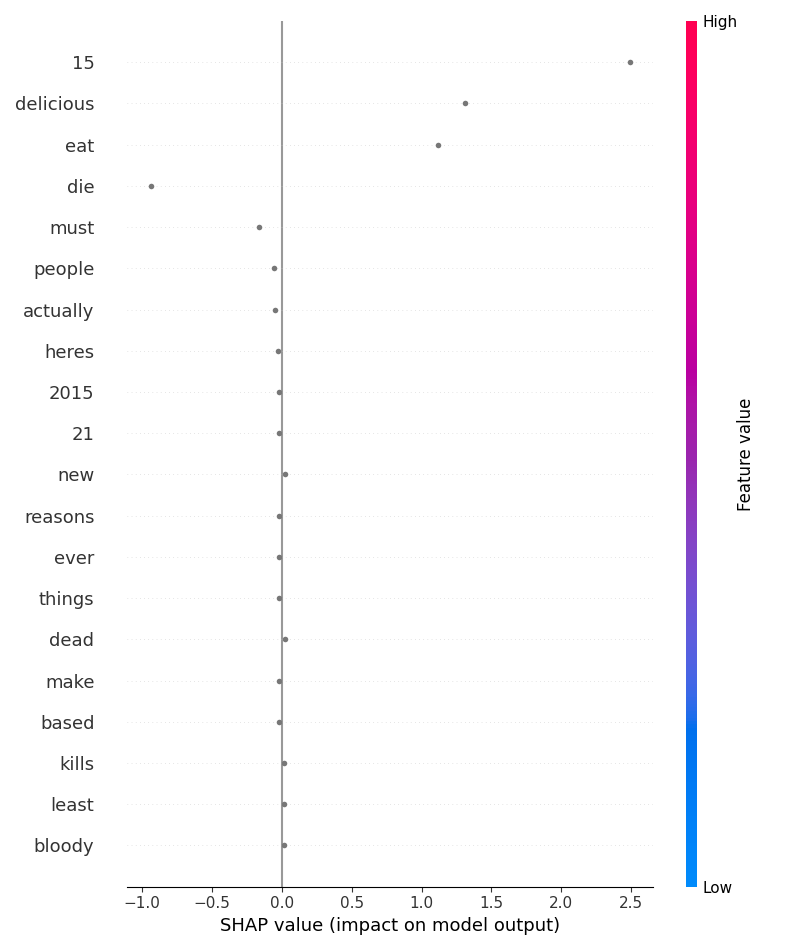 High
15
delicious
eat
die
must
people
actually
heres
2015
21
new
reasons
ever
things
dead
make
based
kills
least
bloody
Feature value
Low
−1.0 −0.5 0.0 0.5 1.0 1.5 2.0 2.5
SHAP value (impact on model output)